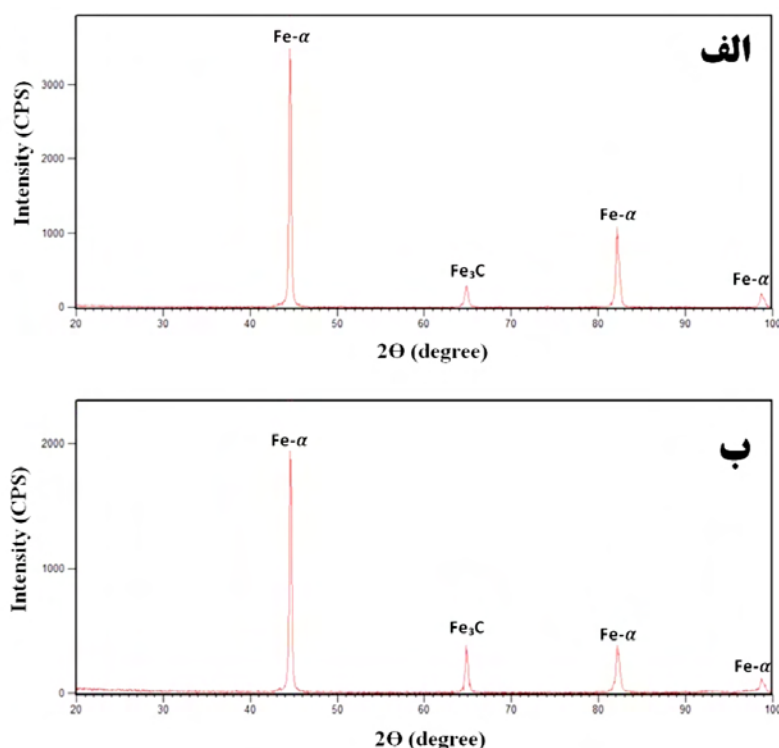 Fe-α
الف
3000
Intensity (CPS)
2000
Fe-α
1000
Fe₃C
Fe-α
0
20 30 40 50 60 70 80 90 100
2Θ (degree)
Fe-α
ب
2000
Intensity (CPS)
1000
Fe₃C
Fe-α
Fe-α
0
20 30 40 50 60 70 80 90 100
2Θ (degree)